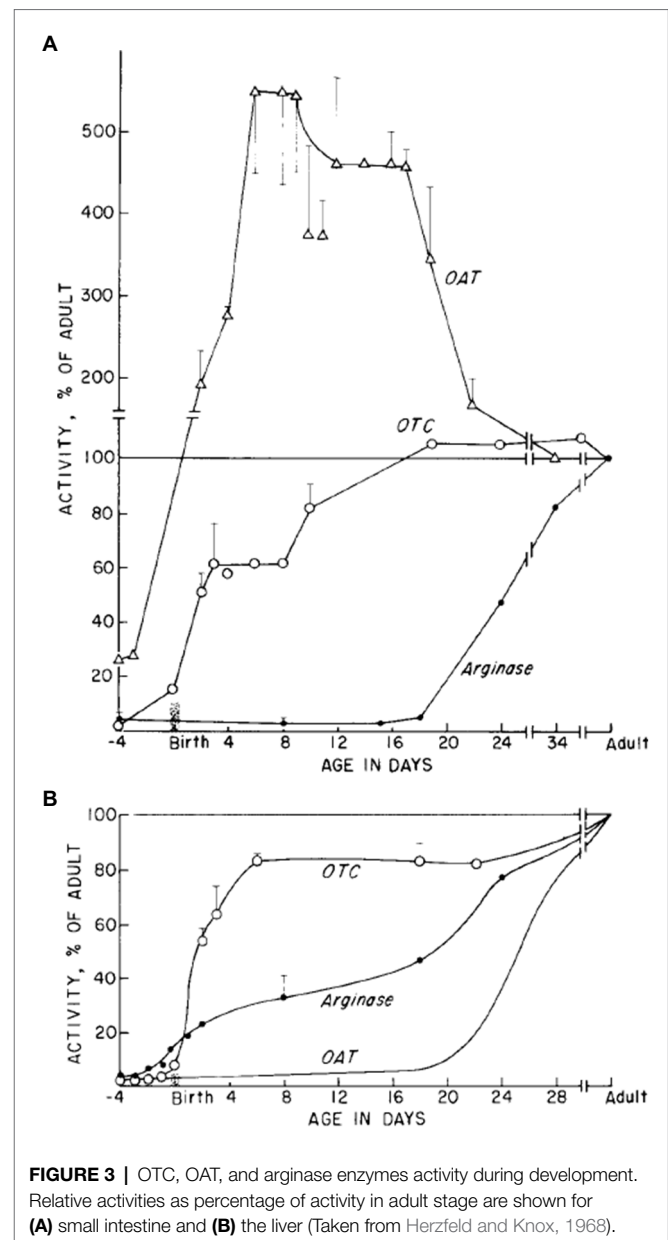 A
ACTIVITY, % OF ADULT
500
400
300
200
100
80
60
40
20
OAT
OTC
Arginase
-4 Birth 4 8 12 16 20 24 34 Adult
AGE IN DAYS
B
ACTIVITY, % OF ADULT
100
80
60
40
20
OTC
Arginase
OAT
-4 Birth 4 8 12 16 20 24 28 Adult
AGE IN DAYS
FIGURE 3 | OTC, OAT, and arginase enzymes activity during development.
Relative activities as percentage of activity in adult stage are shown for
(A) small intestine and (B) the liver (Taken from Herzfeld and Knox, 1968).